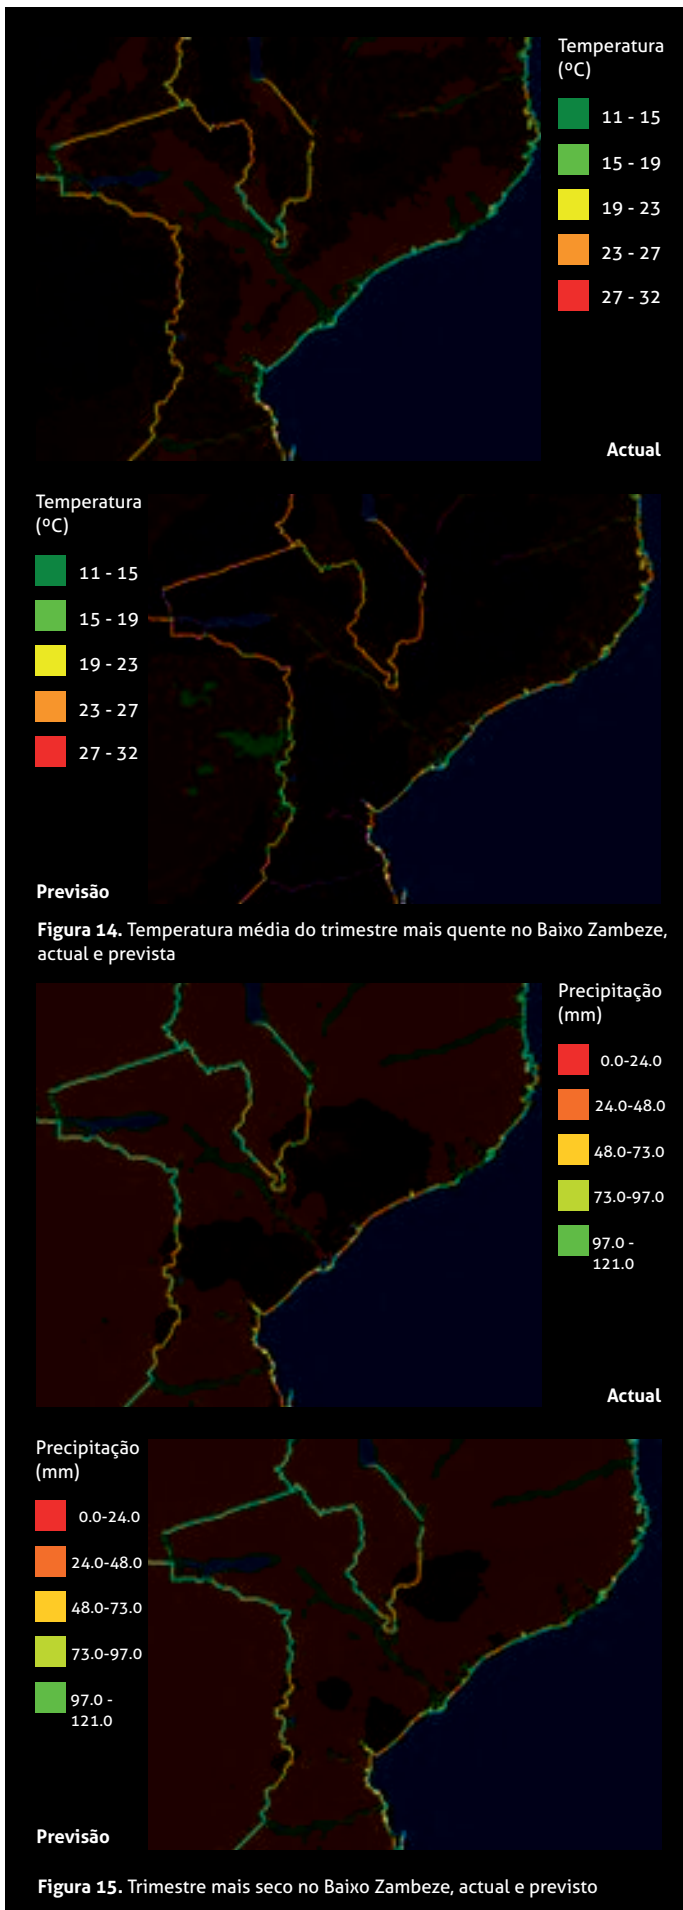 Temperatura
(ºC)
11 - 15
15 - 19
19 - 23
23 - 27
27 - 32
Actual
Temperatura
(ºC)
11 - 15
15 - 19
19 - 23
23 - 27
27 - 32
Previsão
Figura 14. Temperatura média do trimestre mais quente no Baixo Zambeze,
actual e prevista
Precipitação
(mm)
0.0-24.0
24.0-48.0
48.0-73.0
73.0-97.0
97.0 -
121.0
Actual
Precipitação
(mm)
0.0-24.0
24.0-48.0
48.0-73.0
73.0-97.0
97.0 -
121.0
Previsão
Figura 15. Trimestre mais seco no Baixo Zambeze, actual e previsto